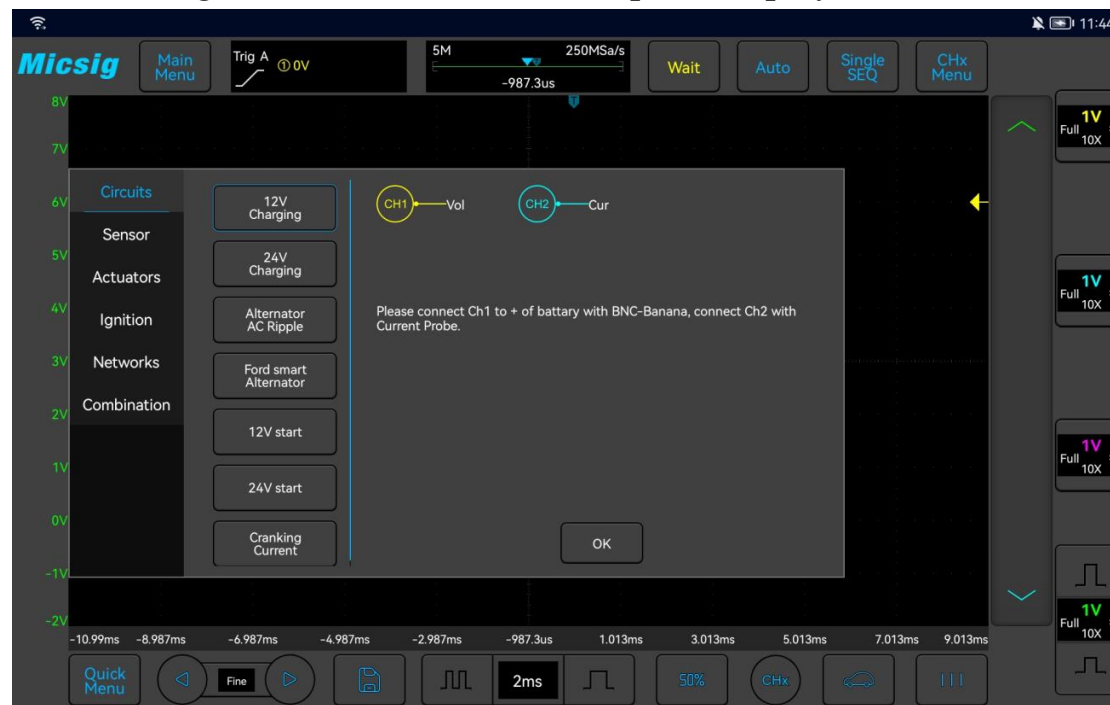 11:44
Micsig
Main
Menu
Trig A ① 0V
5M 250MSa/s
-987.3us
Wait
Auto
Single
SEQ
CHx
Menu
8V
7V
6V
5V
4V
3V
2V
1V
0V
-1V
-2V
Circuits
Sensor
Actuators
Ignition
Networks
Combination
12V
Charging
24V
Charging
Alternator
AC Ripple
Ford smart
Alternator
12V start
24V start
Cranking
Current
CH1 Vol
CH2 Cur
Please connect Ch1 to + of battary with BNC-Banana, connect Ch2 with
Current Probe.
OK
1V
Full
10X
1V
Full
10X
1V
Full
10X
1V
Full
10X
-10.99ms -8.987ms -6.987ms -4.987ms -2.987ms -987.3us 1.013ms 3.013ms 5.013ms 7.013ms 9.013ms
Quick
Menu
Fine
2ms
50%
CHx